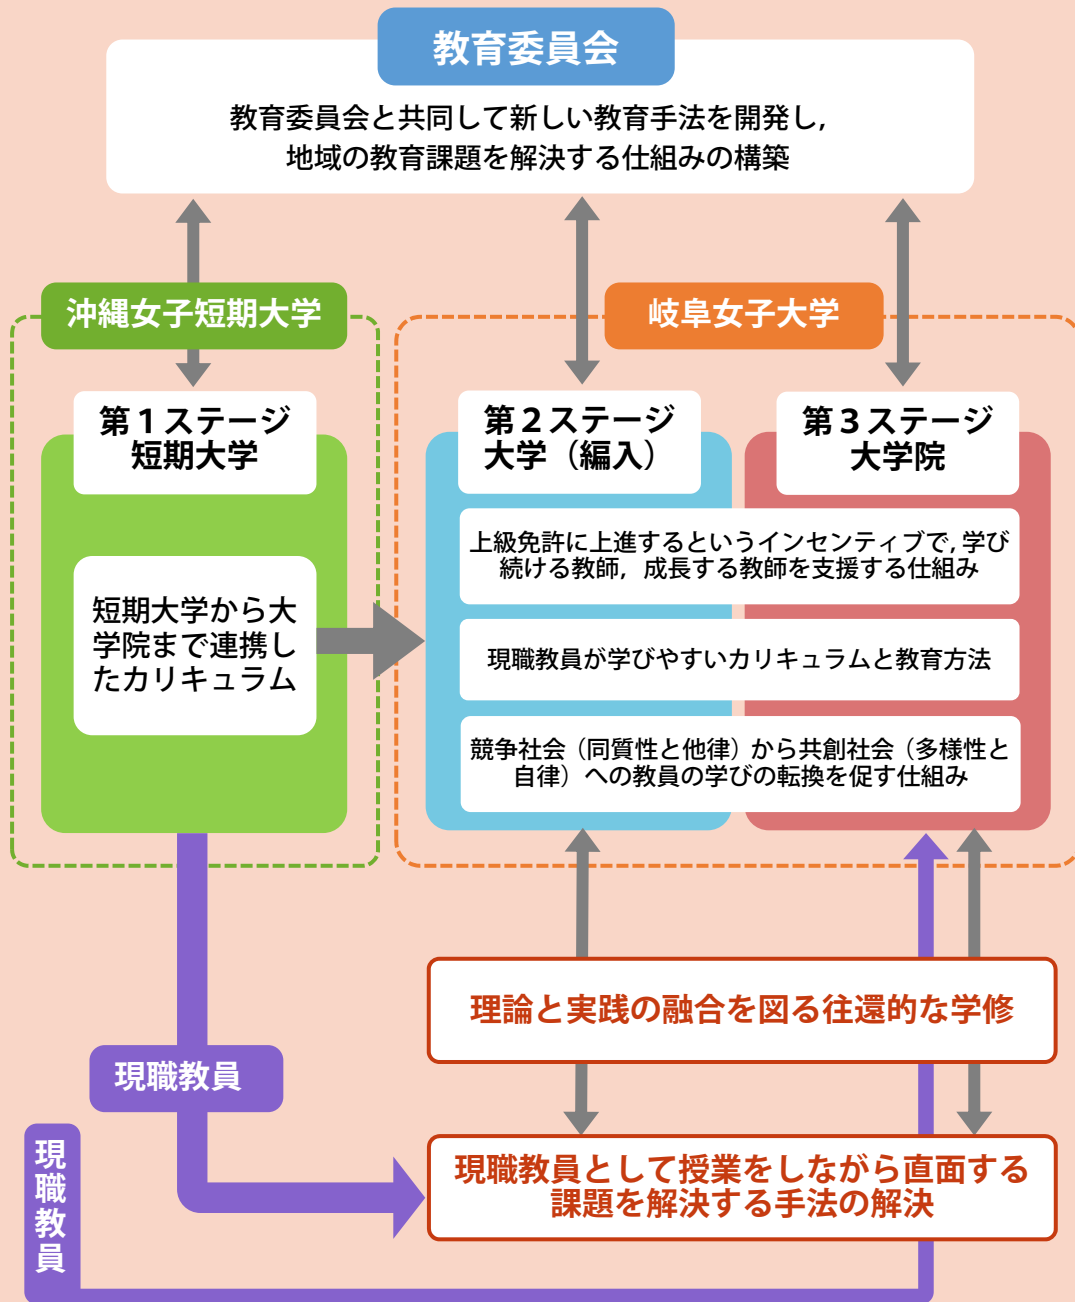 教育委員会
教育委員会と共同して新しい教育手法を開発し,
地域の教育課題を解決する仕組みの構築
沖縄女子短期大学
岐阜女子大学
第１ステージ
短期大学
第２ステージ
大学（編入）
第３ステージ
大学院
短期大学から大
学院まで連携し
たカリキュラム
上級免許に上進するというインセンティブで, 学び
続ける教師，成長する教師を支援する仕組み
現職教員が学びやすいカリキュラムと教育方法
競争社会（同質性と他律）から共創社会（多様性と
自律）への教員の学びの転換を促す仕組み
理論と実践の融合を図る往還的な学修
現職教員
現職教員
現職教員として授業をしながら直面する
課題を解決する手法の解決